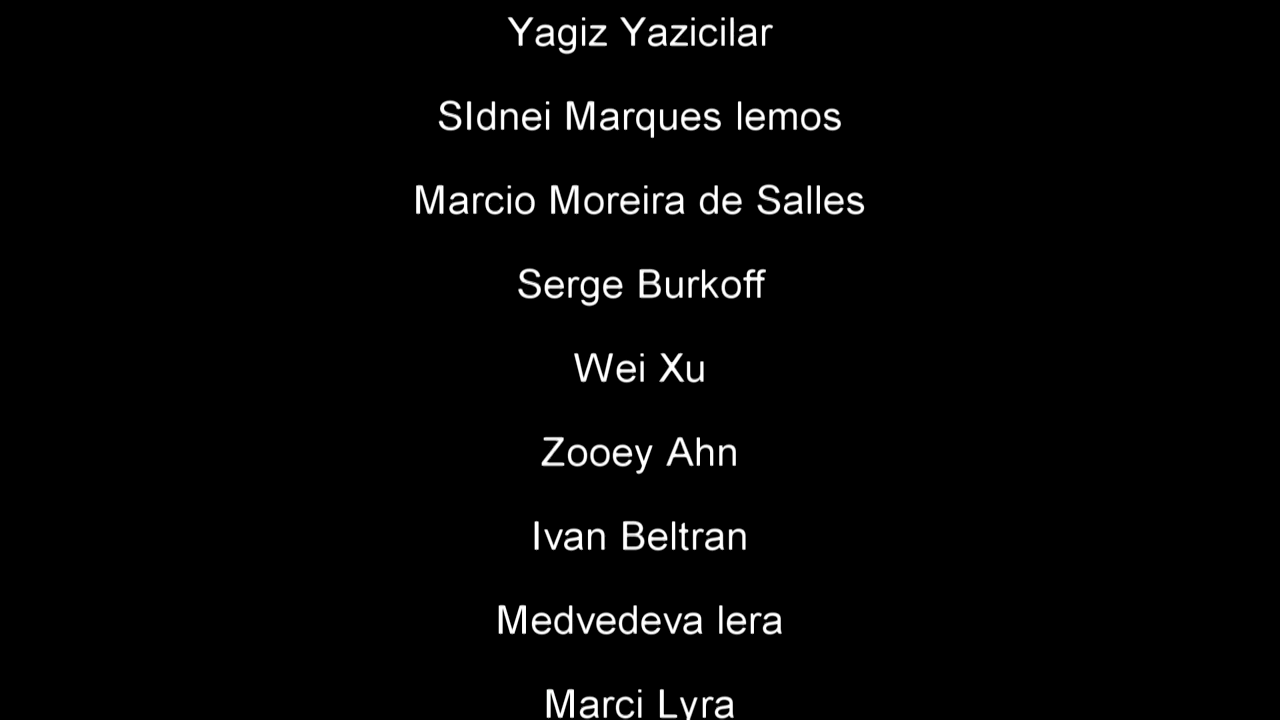 Yagiz Yazicilar
SIdnei Marques lemos
Marcio Moreira de Salles
Serge Burkoff
Wei Xu
Zooey Ahn
Ivan Beltran
Medvedeva lera
Marci Lyra